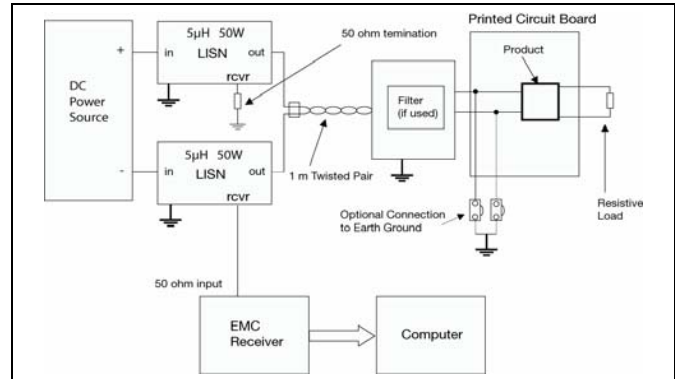 Printed Circuit Board
5µH 50W
LISN
in
out
rcvr
50 ohm temination
Product
+
DC
Power
Source
Filter
(if used)
5µH 50W
LISN
-
in
out
rcvr
1 m Twisted Pair
Optional Connection
to Earth Ground
Resistive
Load
50 ohm input
EMC
Receiver
Computer